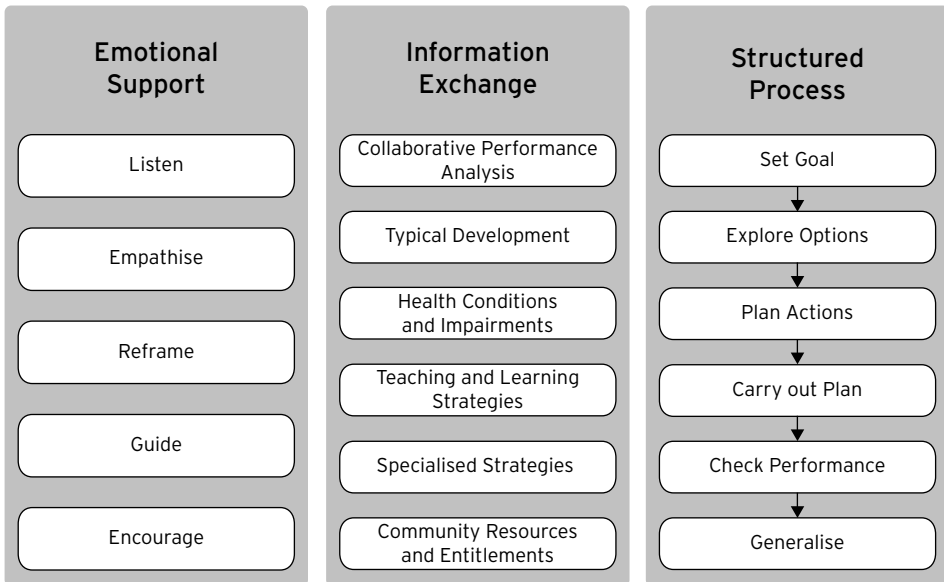 Emotional
Support
Listen
Empathise
Reframe
Guide
Encourage
Information
Exchange
Collaborative Performance
Analysis
Typical Development
Health Conditions
and Impairments
Teaching and Learning
Strategies
Specialised Strategies
Community Resources
and Entitlements
Structured
Process
Set Goal
Explore Options
Plan Actions
Carry out Plan
Check Performance
Generalise